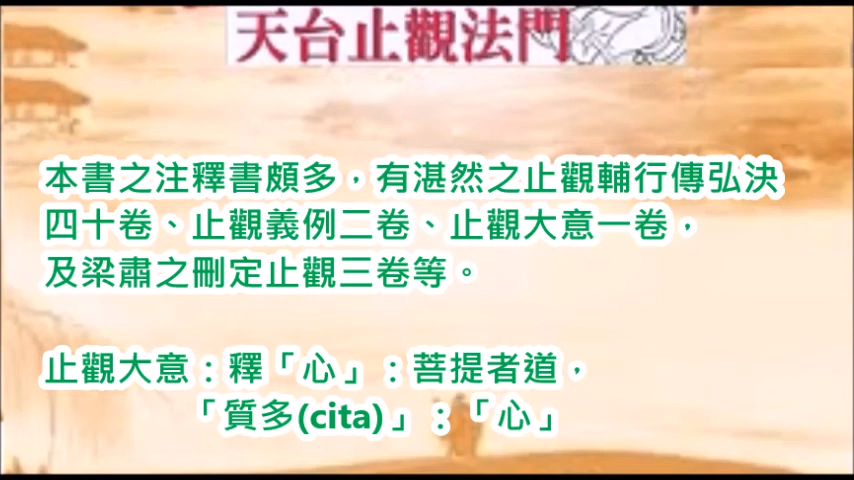 天台止觀法門
本書之注釋書頗多，有湛然之止觀輔行傳弘決
四十卷、止觀義例二卷、止觀大意一卷，
及梁肅之刪定止觀三卷等。
止觀大意：釋「心」：菩提者道，
「質多(cita)」：「心」